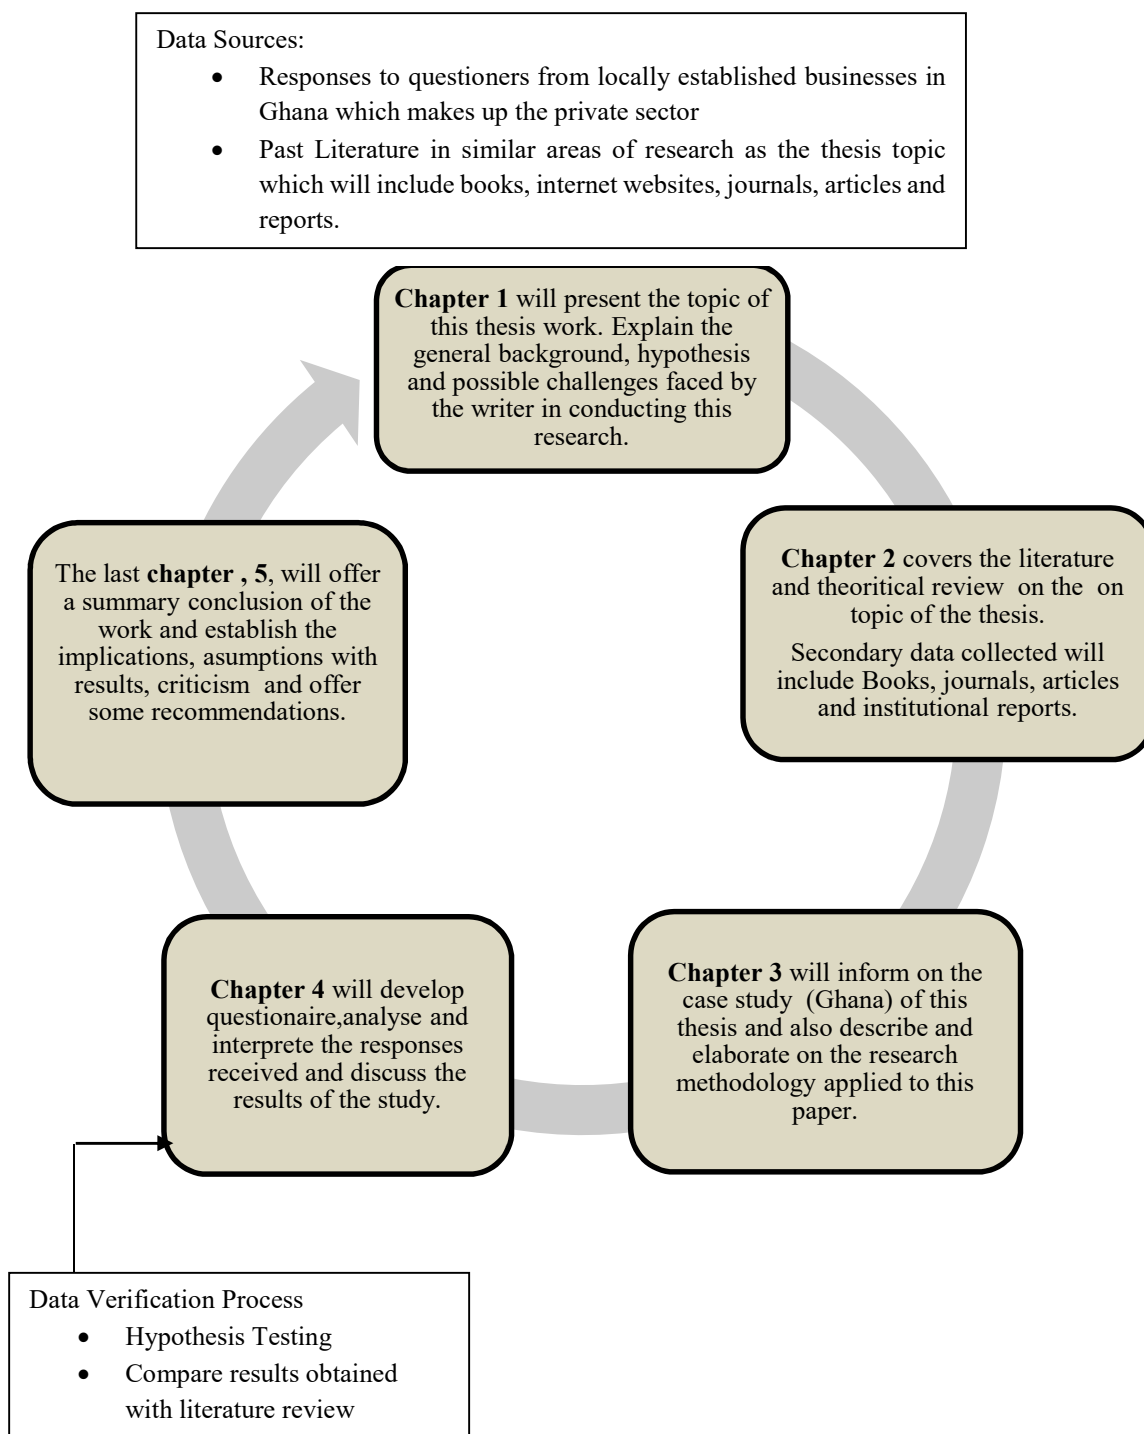 Data Sources:
• Responses to questioners from locally established businesses in
Ghana which makes up the private sector
• Past Literature in similar areas of research as the thesis topic
which will include books, internet websites, journals, articles and
reports.
Chapter 1 will present the topic of
this thesis work. Explain the
general background, hypothesis
and possible challenges faced by
the writer in conducting this
research.
Chapter 2 covers the literature
and theoritical review on the on
topic of the thesis.
Secondary data collected will
include Books, journals, articles
and institutional reports.
Chapter 3 will inform on the
case study (Ghana) of this
thesis and also describe and
elaborate on the research
methodology applied to this
paper.
Chapter 4 will develop
questionaire,analyse and
interprete the responses
received and discuss the
results of the study.
The last chapter , 5, will offer
a summary conclusion of the
work and establish the
implications, asumptions with
results, criticism and offer
some recommendations.
Data Verification Process
• Hypothesis Testing
• Compare results obtained
with literature review